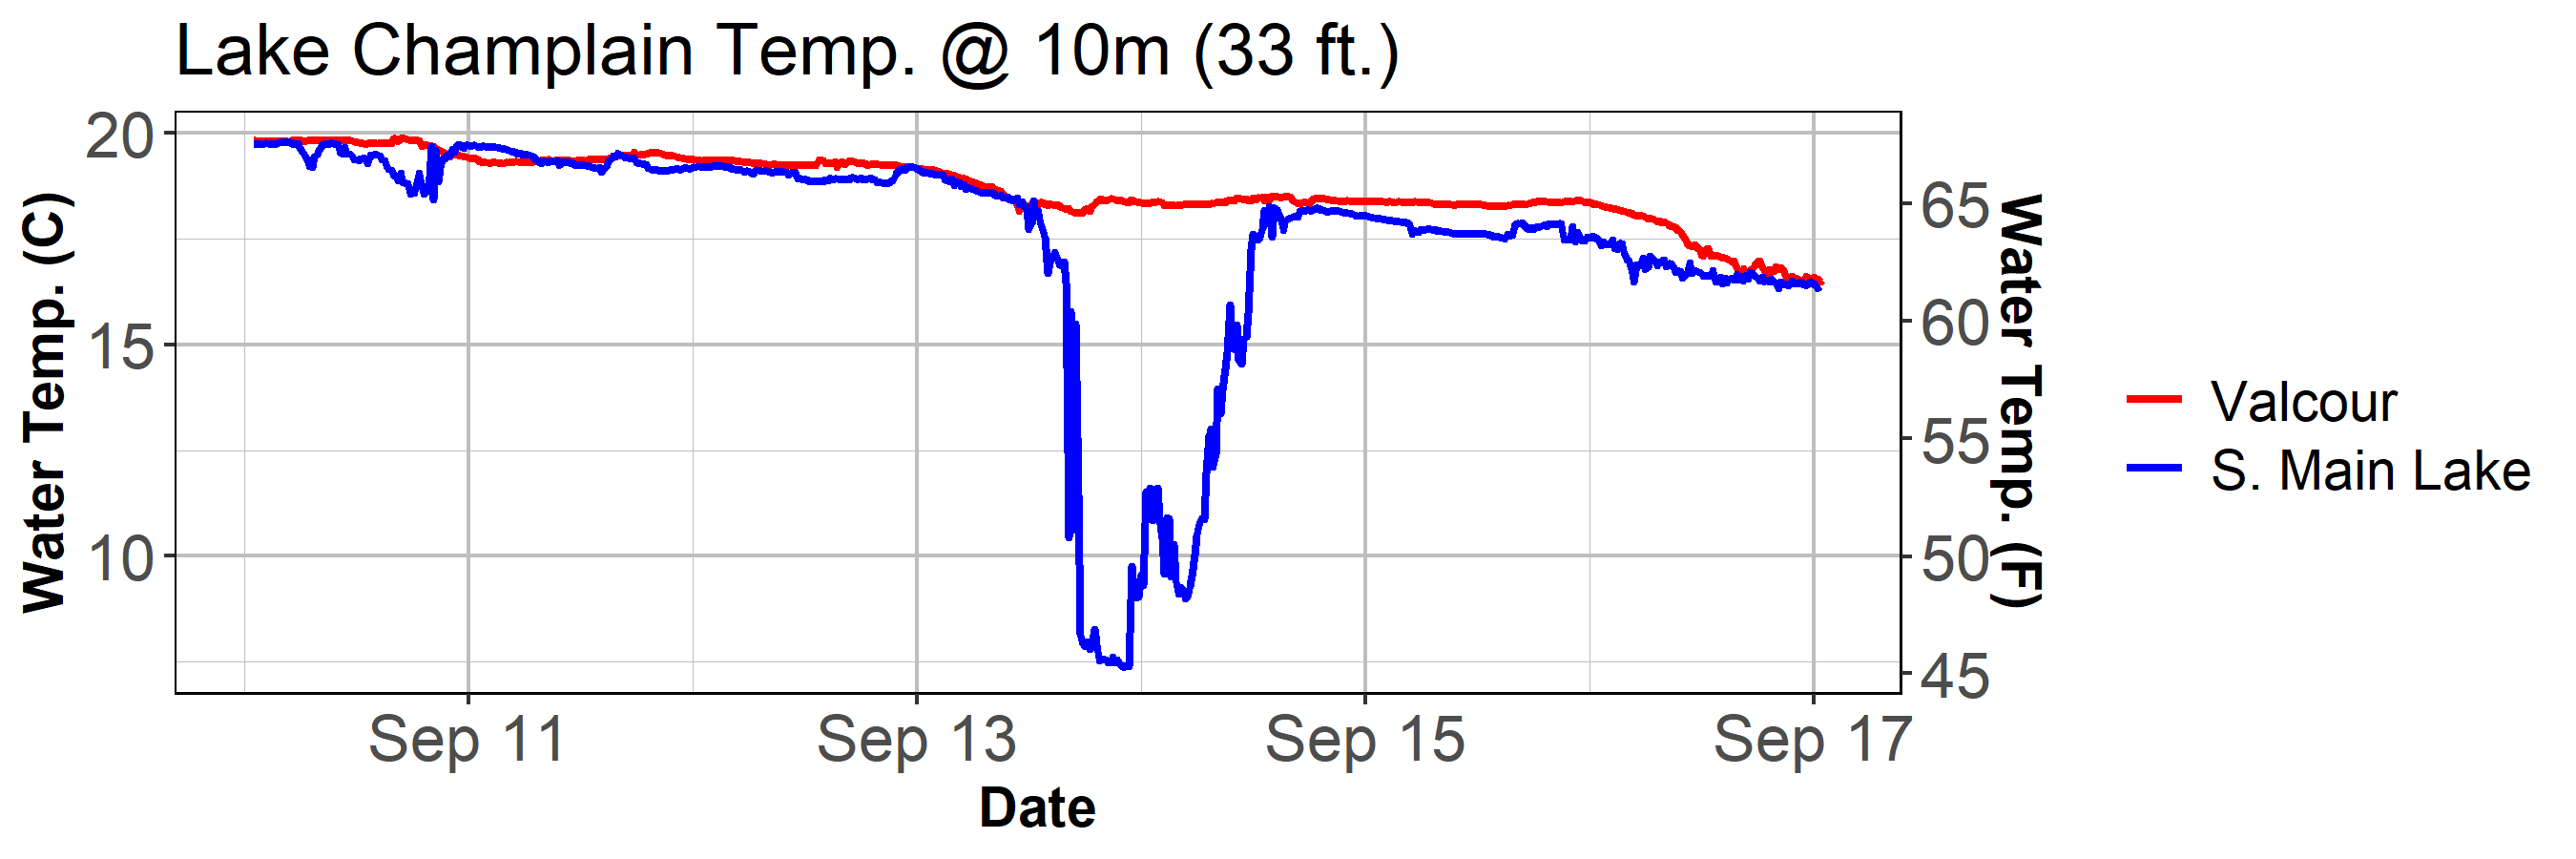 Lake Champlain Temp. @ 10m (33 ft.)
Water Temp. (C)
20
15
10
65
60
55
50
45
Water Temp. (F)
Valcour
S. Main Lake
Sep 11
Sep 13
Sep 15
Sep 17
Date